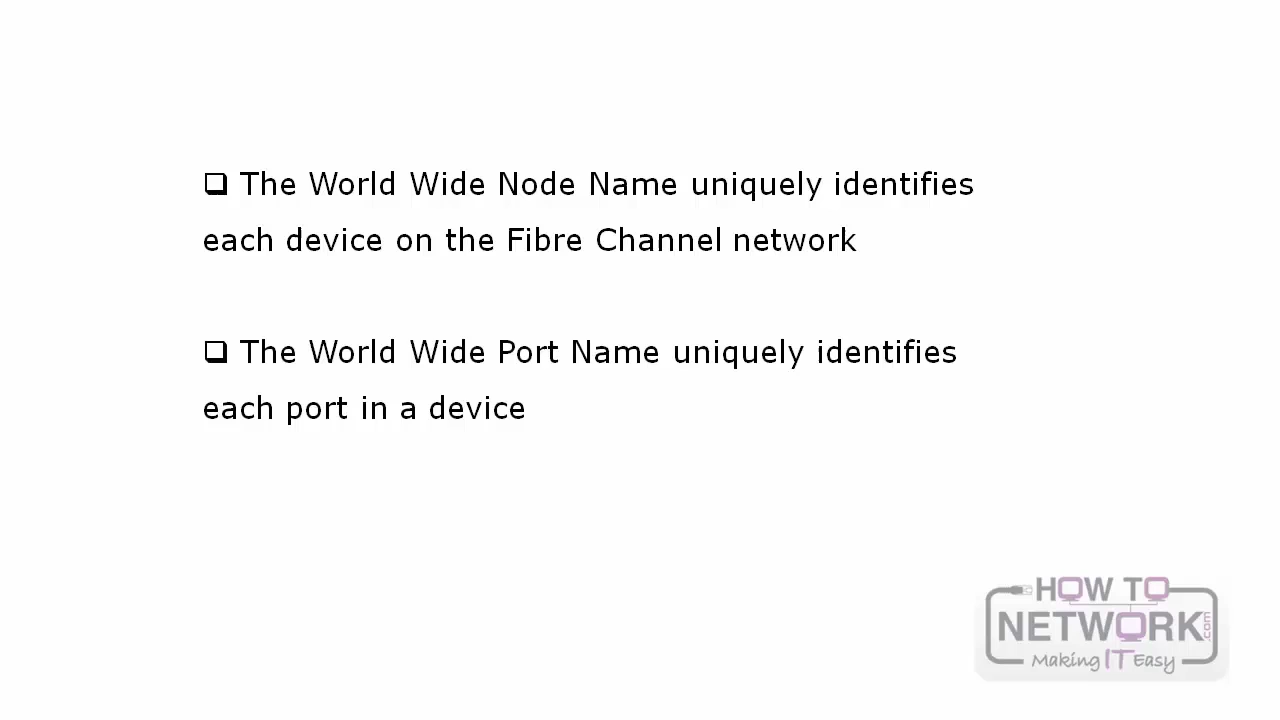 ❑ The World Wide Node Name uniquely identifies
each device on the Fibre Channel network
❑ The World Wide Port Name uniquely identifies
each port in a device
HOW TO
NETWORK.com
Making IT Easy